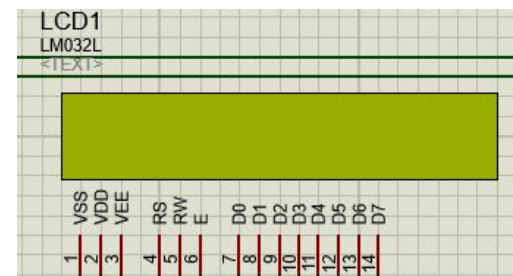 LCD1
LM032L
<TEXT>
VSS VDD VEE RS RW E D0 D1 D2 D3 D4 D5 D6 D7
1 2 3 4 5 6 7 8 9 10 11 12 13 14